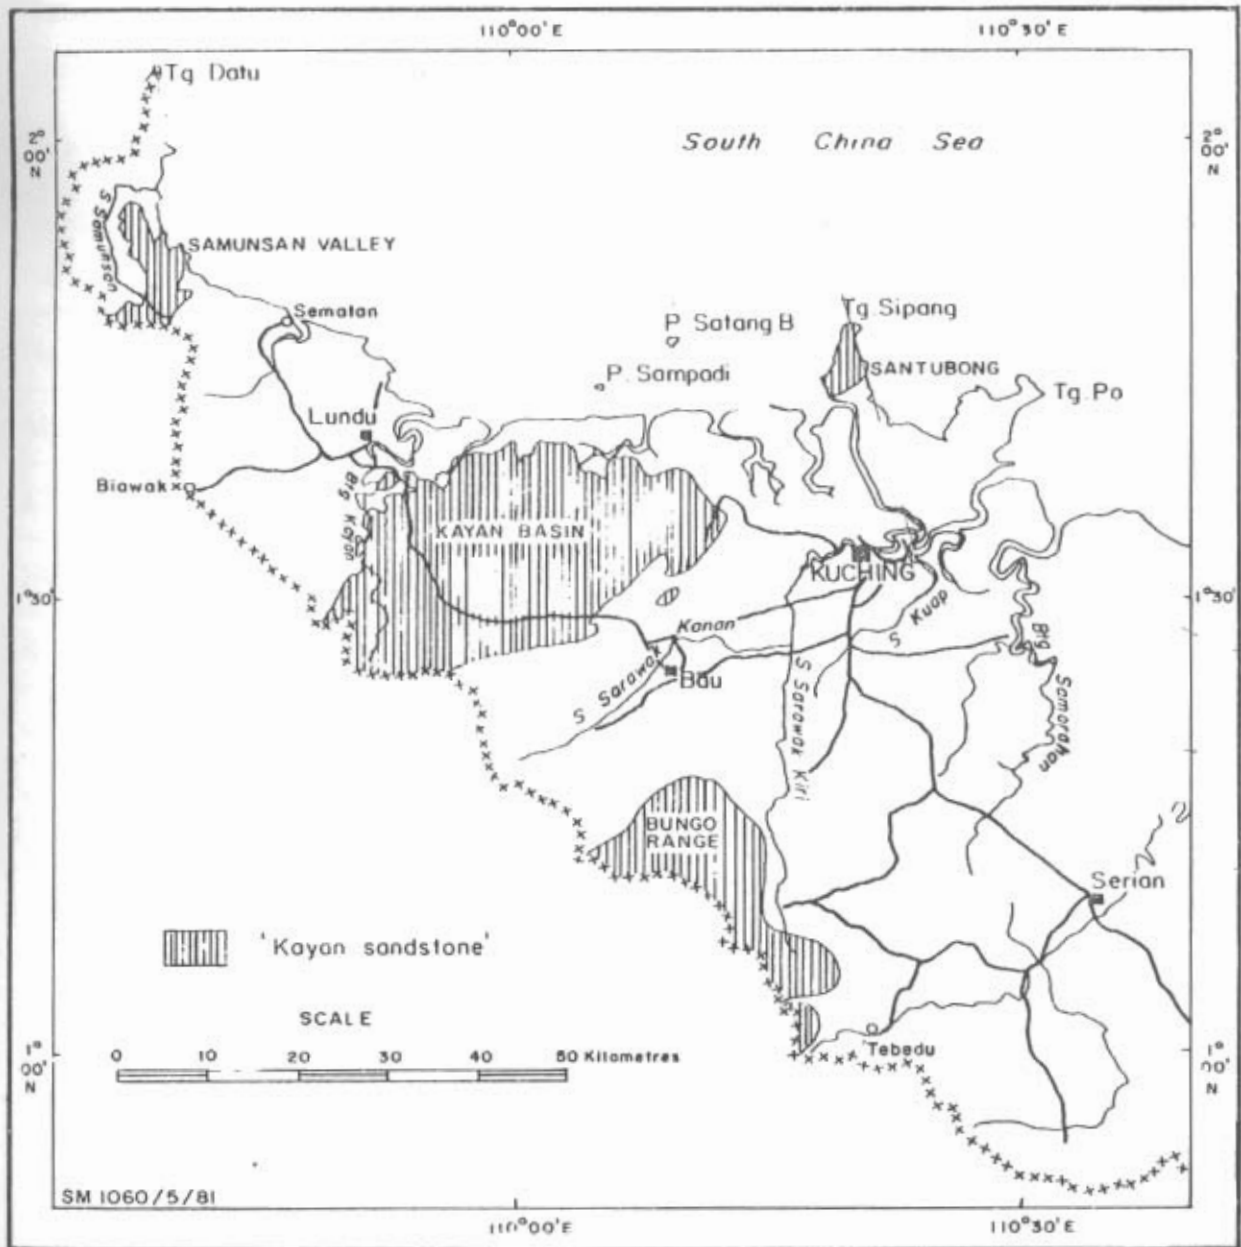 110°00'E
110°30'E
Tg. Datu
South China Sea
2°
00'
N
2°
00'
N
S Samunsan
SAMUNSAN VALLEY
Sematan
Tg. Sipang
P Satang B
SANTUBONG
P. Sampadi
Tg. Po
Lundu
Biawak
Btg Kayan
KAYAN BASIN
KUCHING
1°30'
1°30'
Kanan
S Kuap
Btg Samarahan
S Sarawak
Bau
S Sarawak Kiri
BUNGO
RANGE
Serian
'Kayan sandstone'
SCALE
0 10 20 30 40 50 Kilometres
Tebedu
1°
00'
N
1°
00'
N
SM 1060/5/81
110°00'E
110°30'E